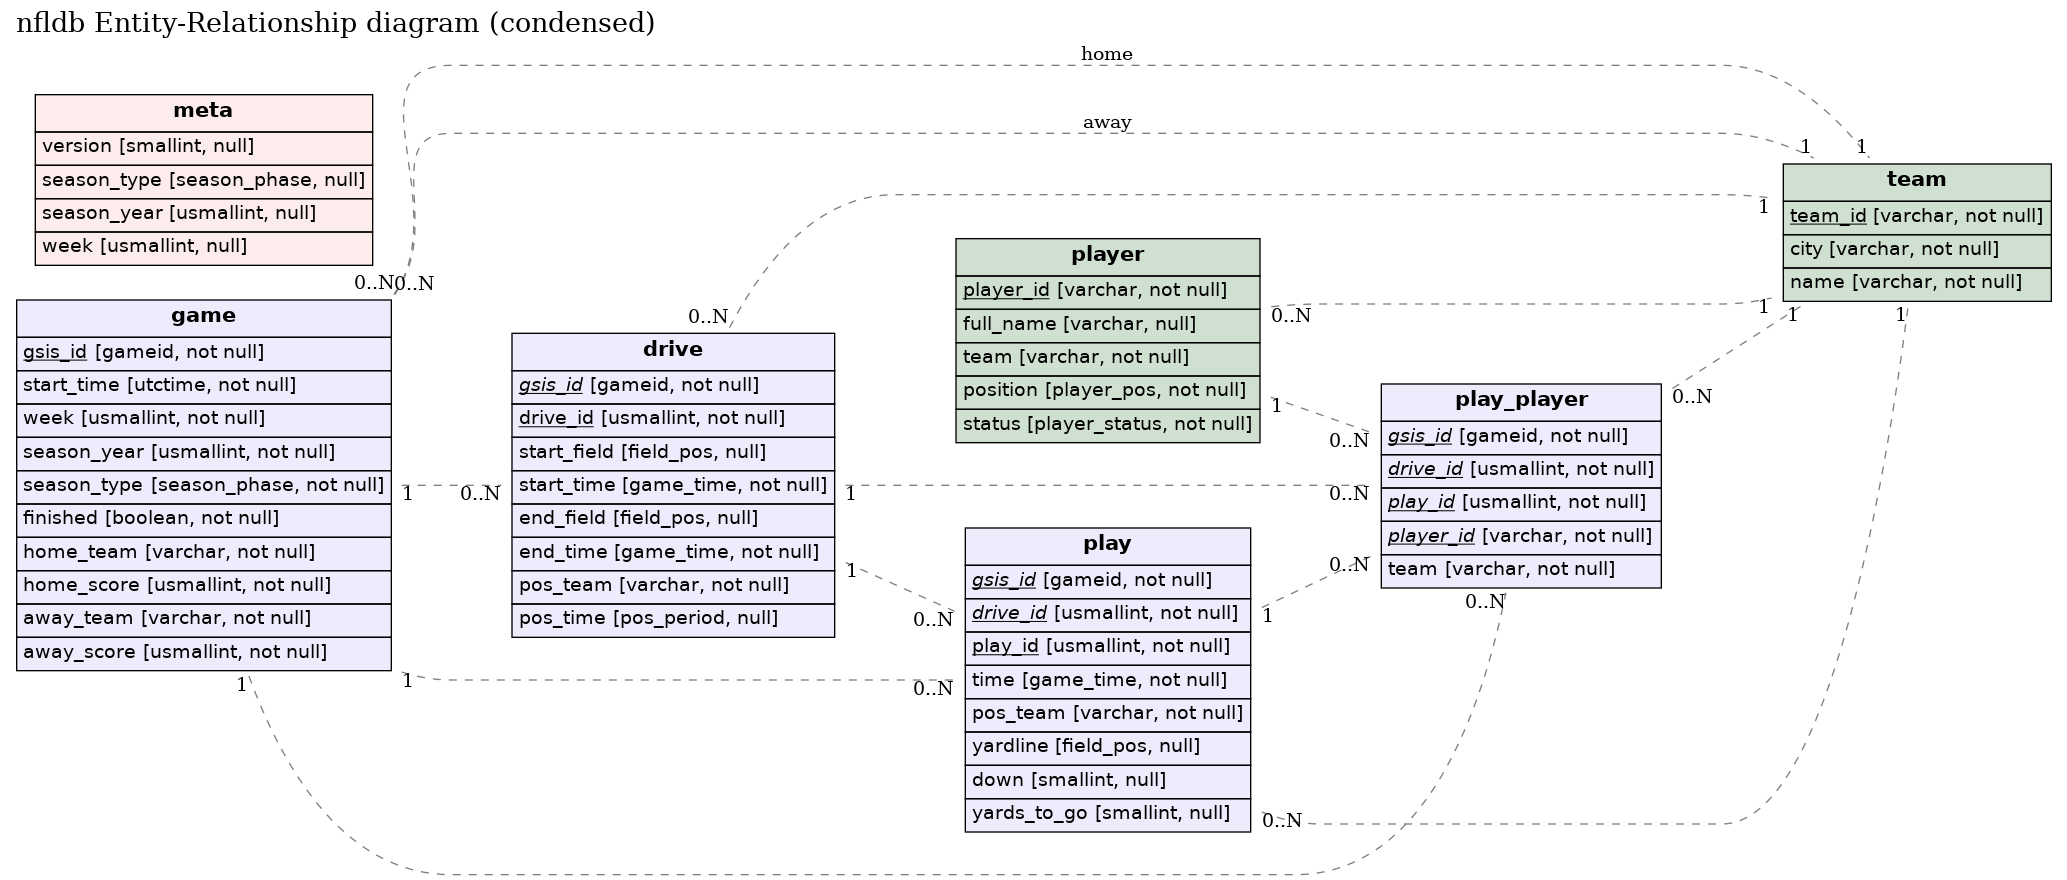 nfldb Entity-Relationship diagram (condensed)
home
away
meta
version [smallint, null]
season_type [season_phase, null]
season_year [usmallint, null]
week [usmallint, null]
1
1
team
team_id [varchar, not null]
city [varchar, not null]
name [varchar, not null]
1
1
1
1
0..N
0..N
game
gsis_id [gameid, not null]
start_time [utctime, not null]
week [usmallint, not null]
season_year [usmallint, not null]
season_type [season_phase, not null]
finished [boolean, not null]
home_team [varchar, not null]
home_score [usmallint, not null]
away_team [varchar, not null]
away_score [usmallint, not null]
1
1
1
0..N
0..N
drive
gsis_id [gameid, not null]
drive_id [usmallint, not null]
start_field [field_pos, null]
start_time [game_time, not null]
end_field [field_pos, null]
end_time [game_time, not null]
pos_team [varchar, not null]
pos_time [pos_period, null]
1
1
player
player_id [varchar, not null]
full_name [varchar, null]
team [varchar, not null]
position [player_pos, not null]
status [player_status, not null]
0..N
1
0..N
0..N
0..N
0..N
play_player
gsis_id [gameid, not null]
drive_id [usmallint, not null]
play_id [usmallint, not null]
player_id [varchar, not null]
team [varchar, not null]
0..N
0..N
0..N
play
gsis_id [gameid, not null]
drive_id [usmallint, not null]
play_id [usmallint, not null]
time [game_time, not null]
pos_team [varchar, not null]
yardline [field_pos, null]
down [smallint, null]
yards_to_go [smallint, null]
1
0..N